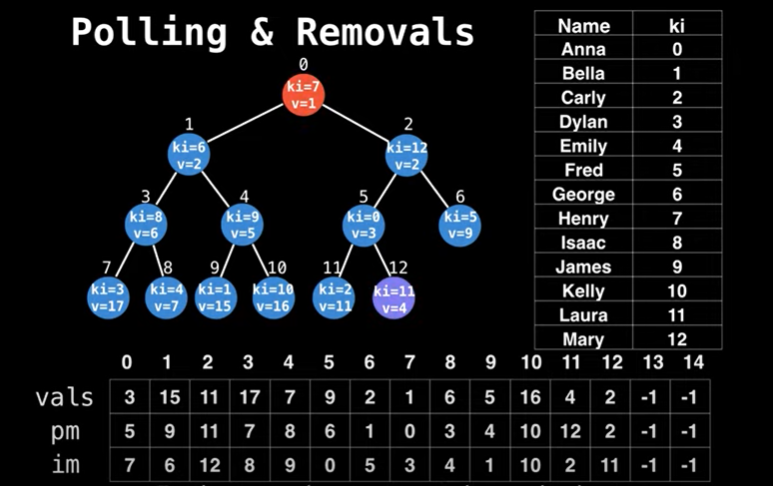 Polling & Removals
0
ki=7
v=1
1
2
ki=6
v=2
ki=12
v=2
3
4
5
6
ki=8
v=6
ki=9
v=5
ki=0
v=3
ki=5
v=9
7
8
9
10
11
12
ki=3
v=17
ki=4
v=7
ki=1
v=15
ki=10
v=16
ki=2
v=11
ki=11
v=4
Name ki
Anna 0
Bella 1
Carly 2
Dylan 3
Emily 4
Fred 5
George 6
Henry 7
Isaac 8
James 9
Kelly 10
Laura 11
Mary 12
0 1 2 3 4 5 6 7 8 9 10 11 12 13 14
vals 3 15 11 17 7 9 2 1 6 5 16 4 2 -1 -1
pm 5 9 11 7 8 6 1 0 3 4 10 12 2 -1 -1
im 7 6 12 8 9 0 5 3 4 1 10 2 11 -1 -1